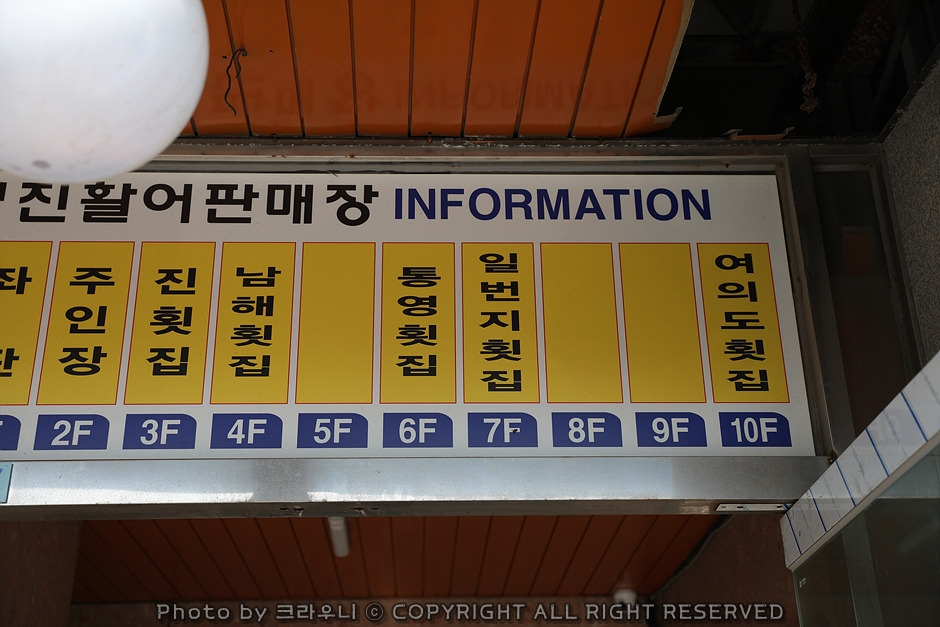 진활어판매장 INFORMATION
좌판
주인장
진횟집
남해횟집
통영횟집
일번지횟집
여의도횟집
2F 3F 4F 5F 6F 7F 8F 9F 10F
Photo by 크라우니 © COPYRIGHT ALL RIGHT RESERVED